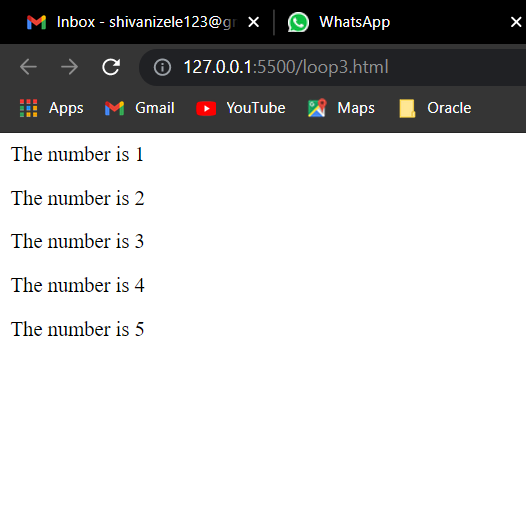 Inbox - shivanizele123@gr
WhatsApp
127.0.0.1:5500/loop3.html
Apps Gmail YouTube Maps Oracle
The number is 1
The number is 2
The number is 3
The number is 4
The number is 5